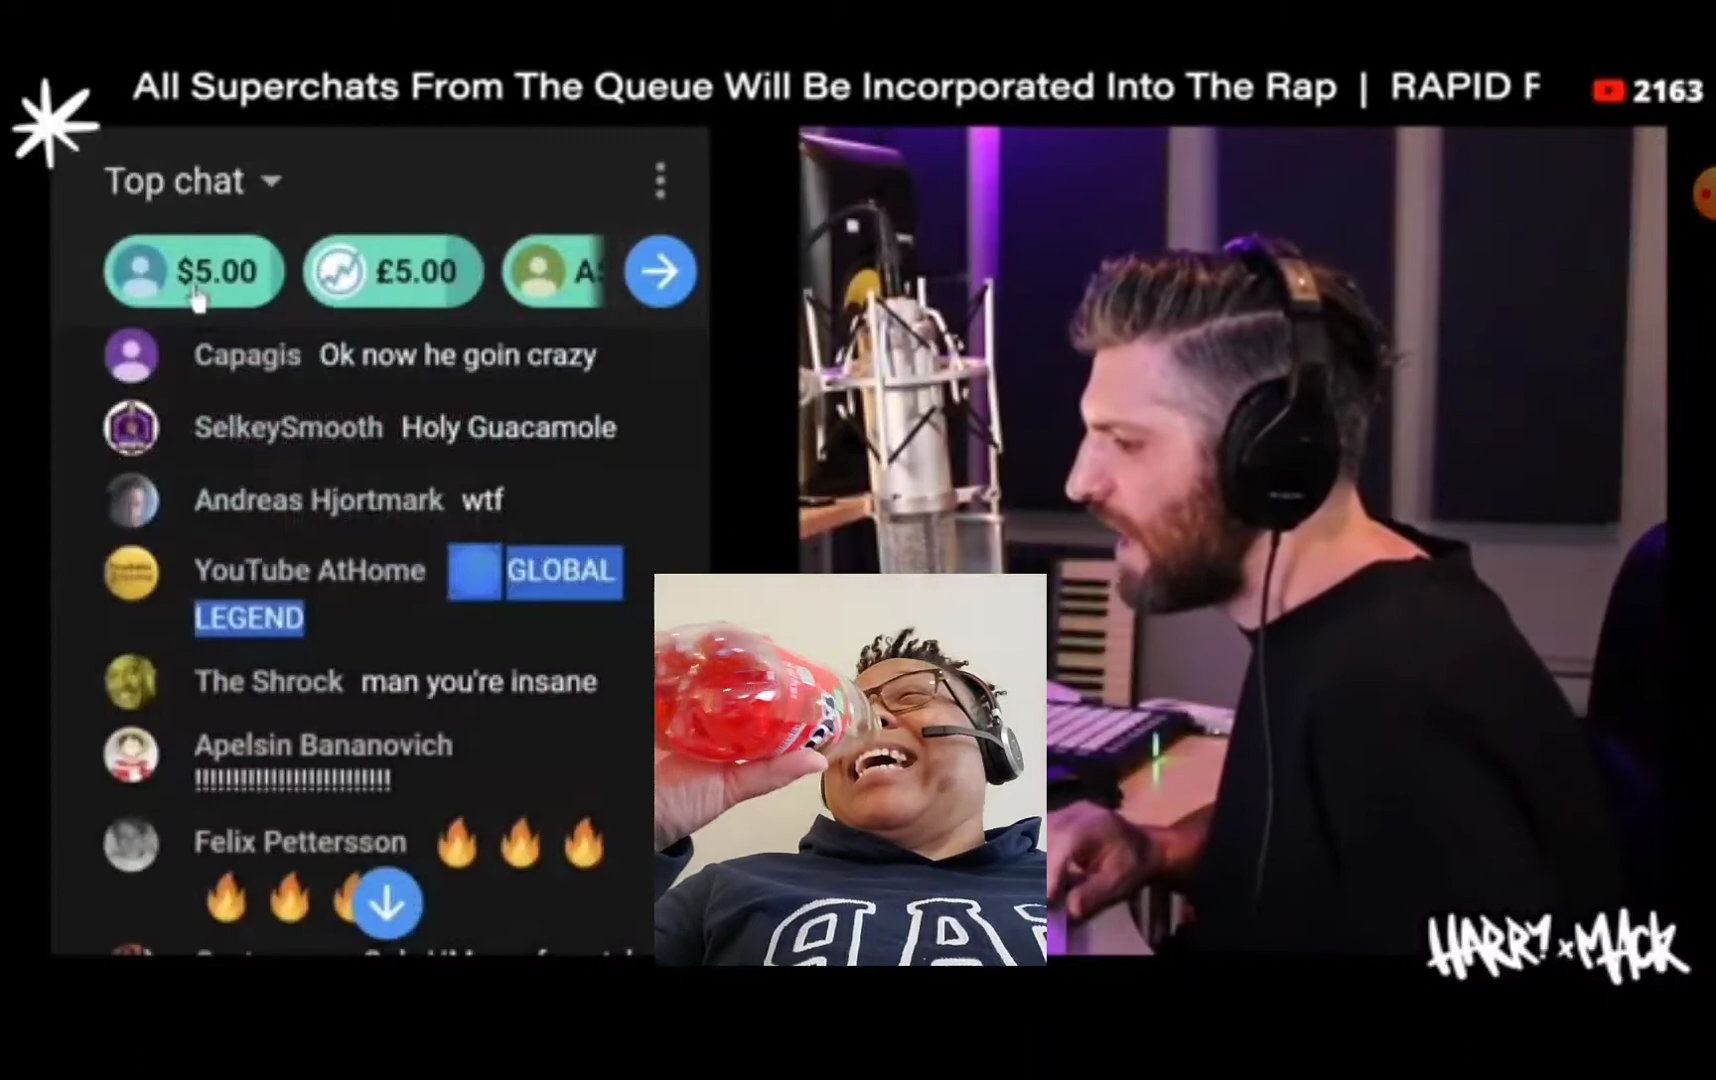 All Superchats From The Queue Will Be Incorporated Into The Rap | RAPID F
2163
Top chat
$5.00 £5.00 A
Capagis Ok now he goin crazy
SelkeySmooth Holy Guacamole
Andreas Hjortmark wtf
YouTube AtHome GLOBAL
LEGEND
The Shrock man you're insane
Apelsin Bananovich
!!!!!!!!!!!!!!!!!!!!!!!!!!!
Felix Pettersson
GAP
HARRY x MACK